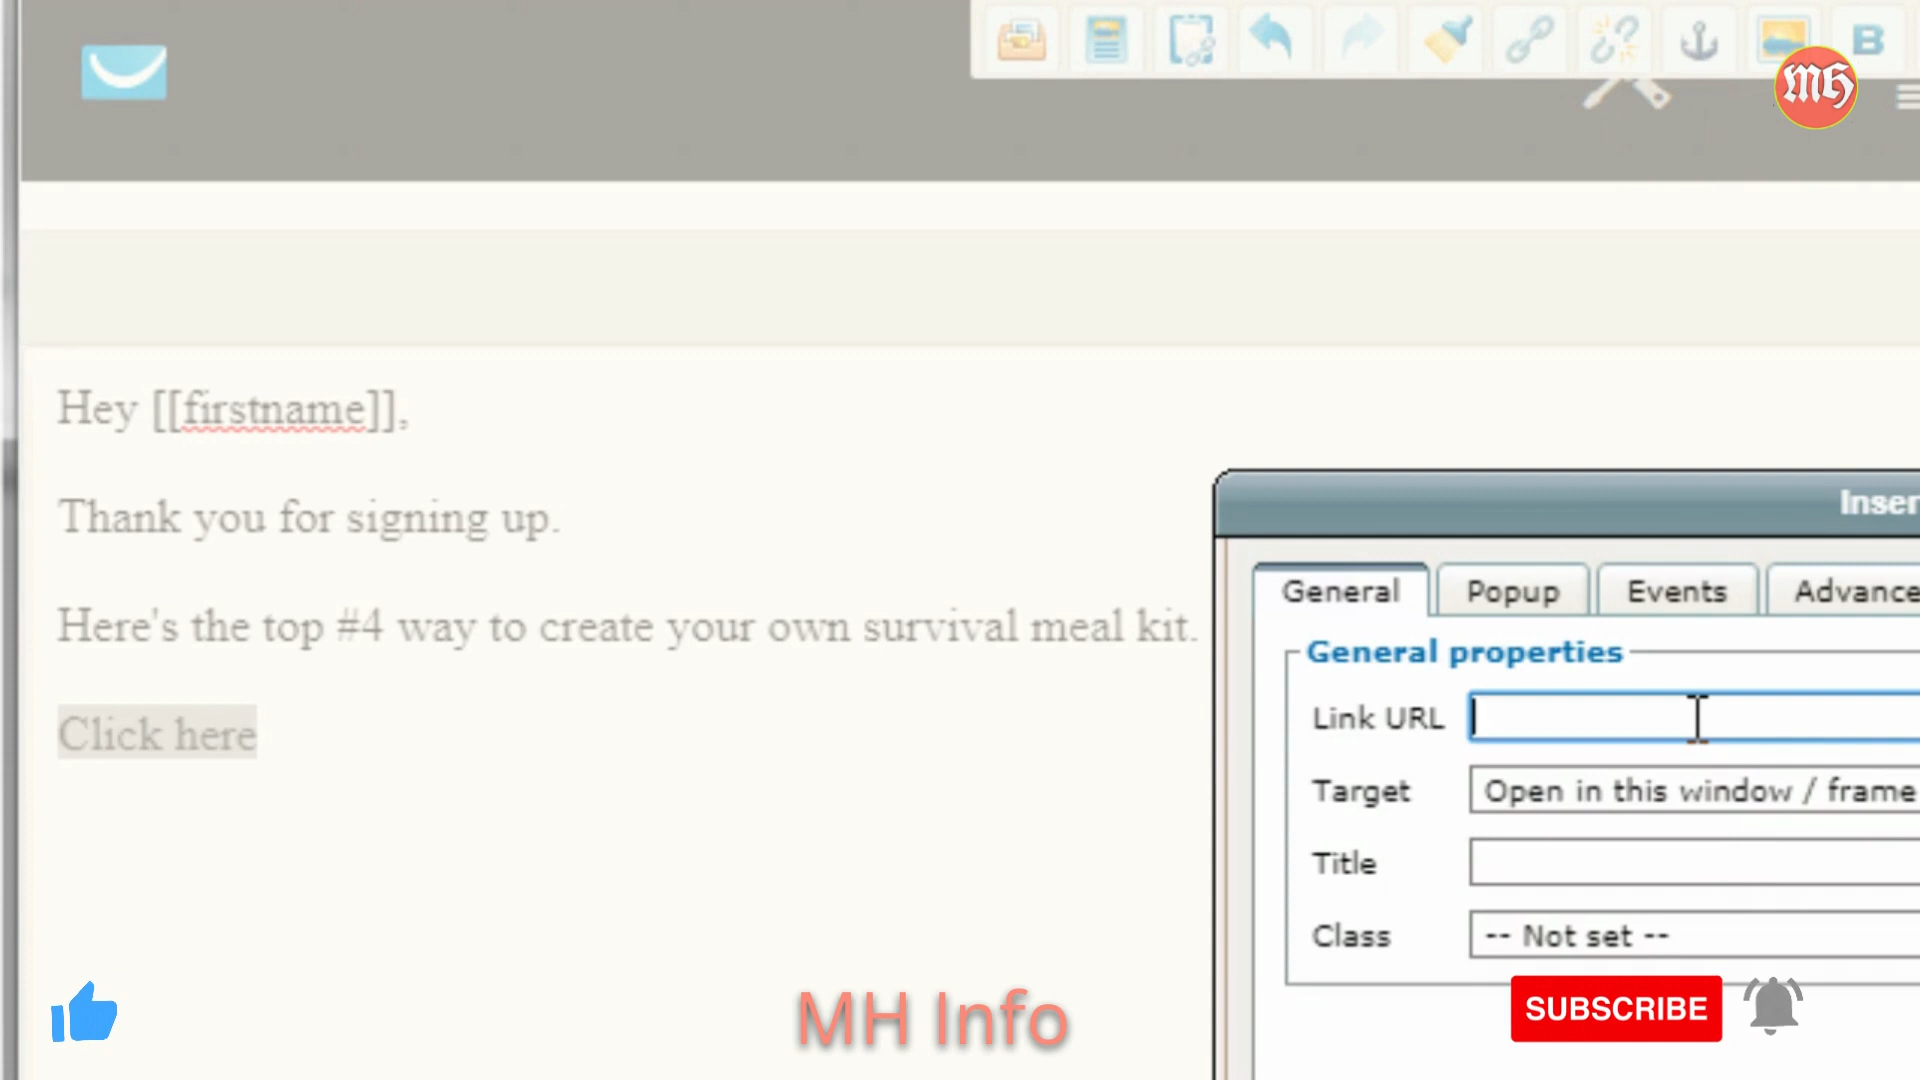 B
MH
Hey [[firstname]],
Thank you for signing up.
Here's the top #4 way to create your own survival meal kit.
Click here
Inser
General Popup Events Advance
General properties
Link URL
Target Open in this window / frame
Title
Class -- Not set --
MH Info
SUBSCRIBE